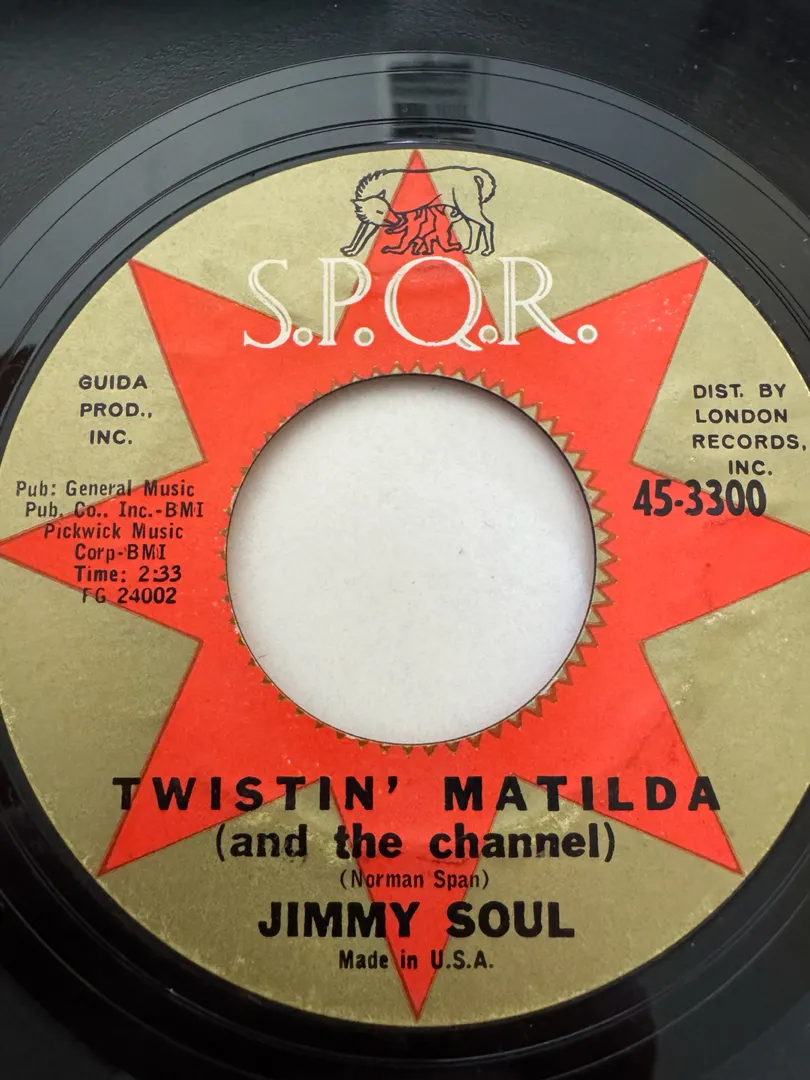 S.P.Q.R.
GUIDA
PROD.,
INC.
DIST. BY
LONDON
RECORDS,
INC.
45-3300
Pub: General Music
Pub. Co.. Inc.-BMI
Pickwick Music
Corp-BMI
Time: 2:33
FG 24002
TWISTIN' MATILDA
(and the channel)
(Norman Span)
JIMMY SOUL
Made in U.S.A.